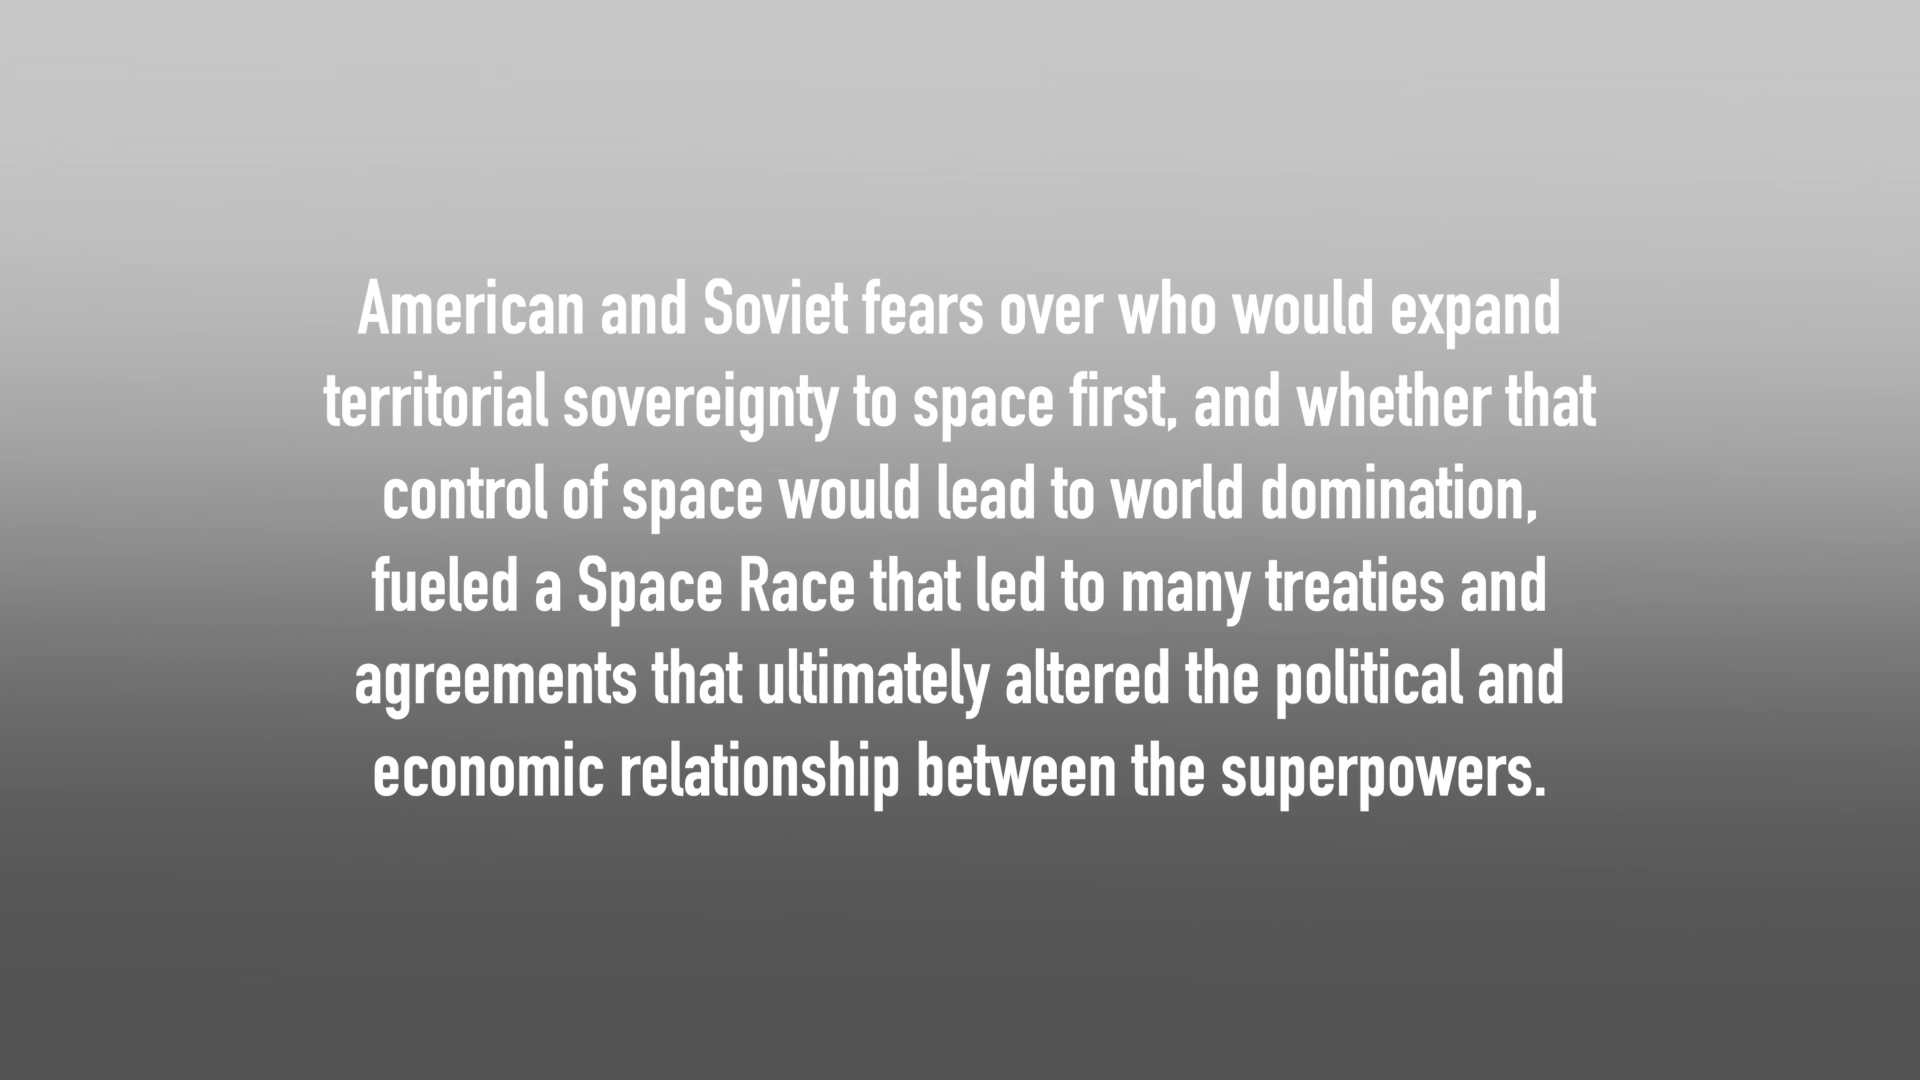 American and Soviet fears over who would expand
territorial sovereignty to space first, and whether that
control of space would lead to world domination,
fueled a Space Race that led to many treaties and
agreements that ultimately altered the political and
economic relationship between the superpowers.